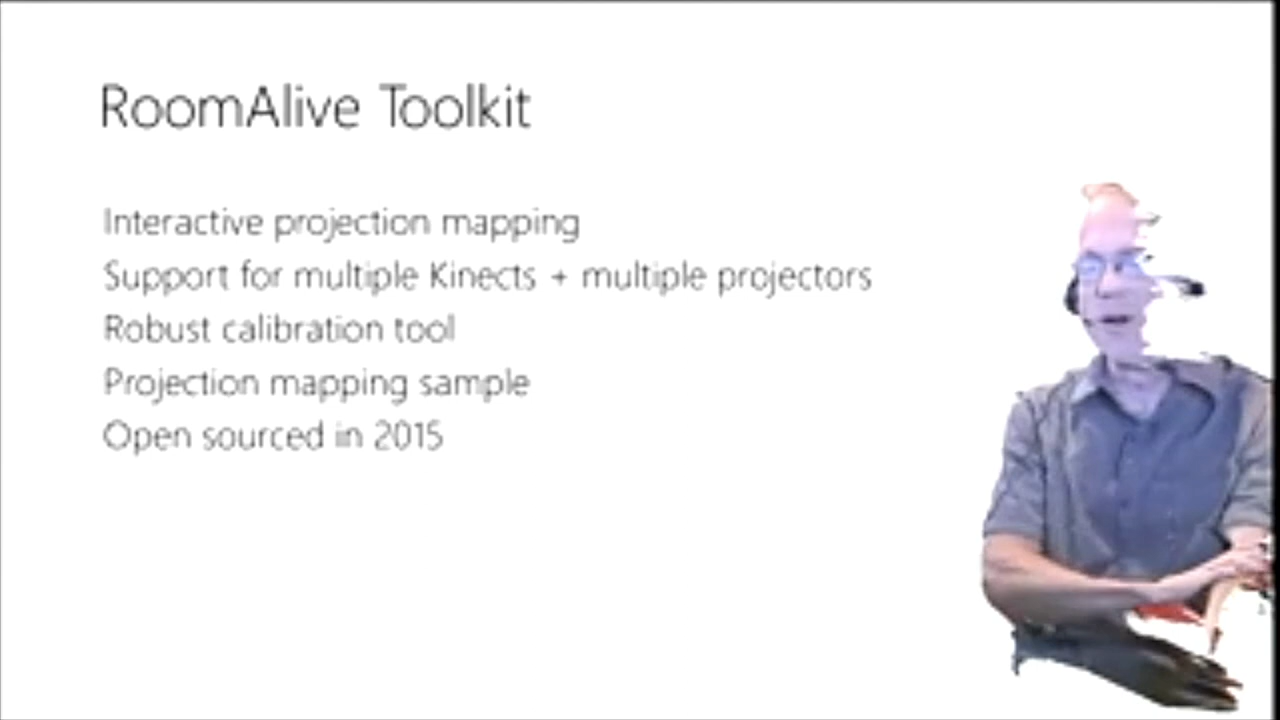 RoomAlive Toolkit
Interactive projection mapping
Support for multiple Kinects + multiple projectors
Robust calibration tool
Projection mapping sample
Open sourced in 2015